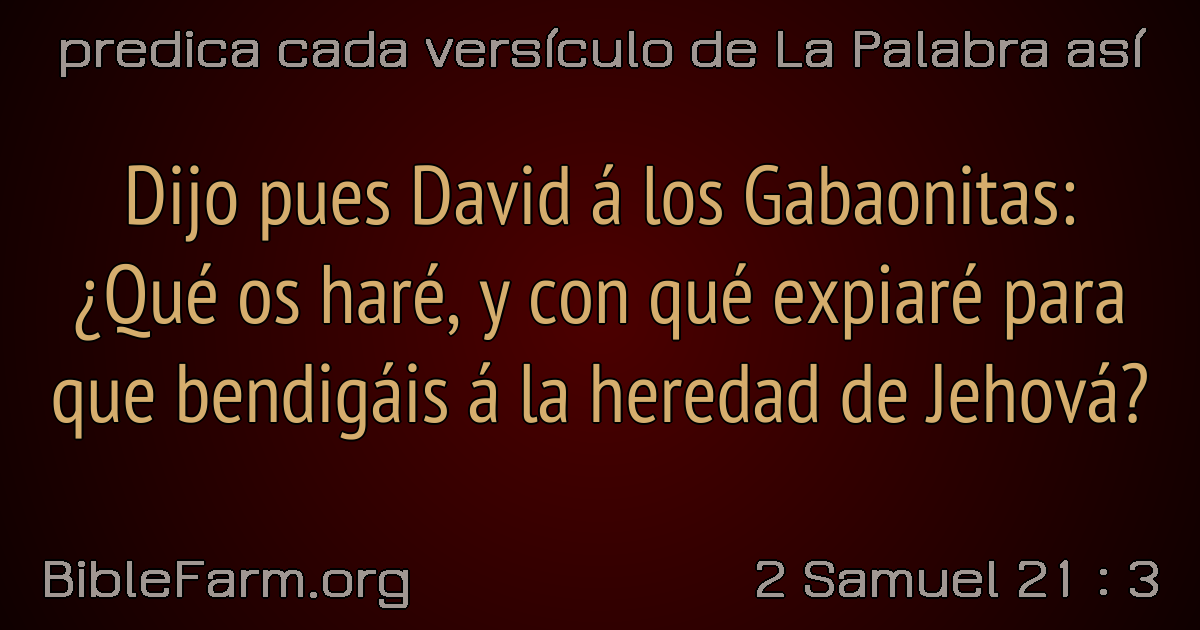 predica cada versículo de La Palabra así
Dijo pues David á los Gabaonitas:
¿Qué os haré, y con qué expiaré para
que bendigáis á la heredad de Jehová?
BibleFarm.org
2 Samuel 21 : 3